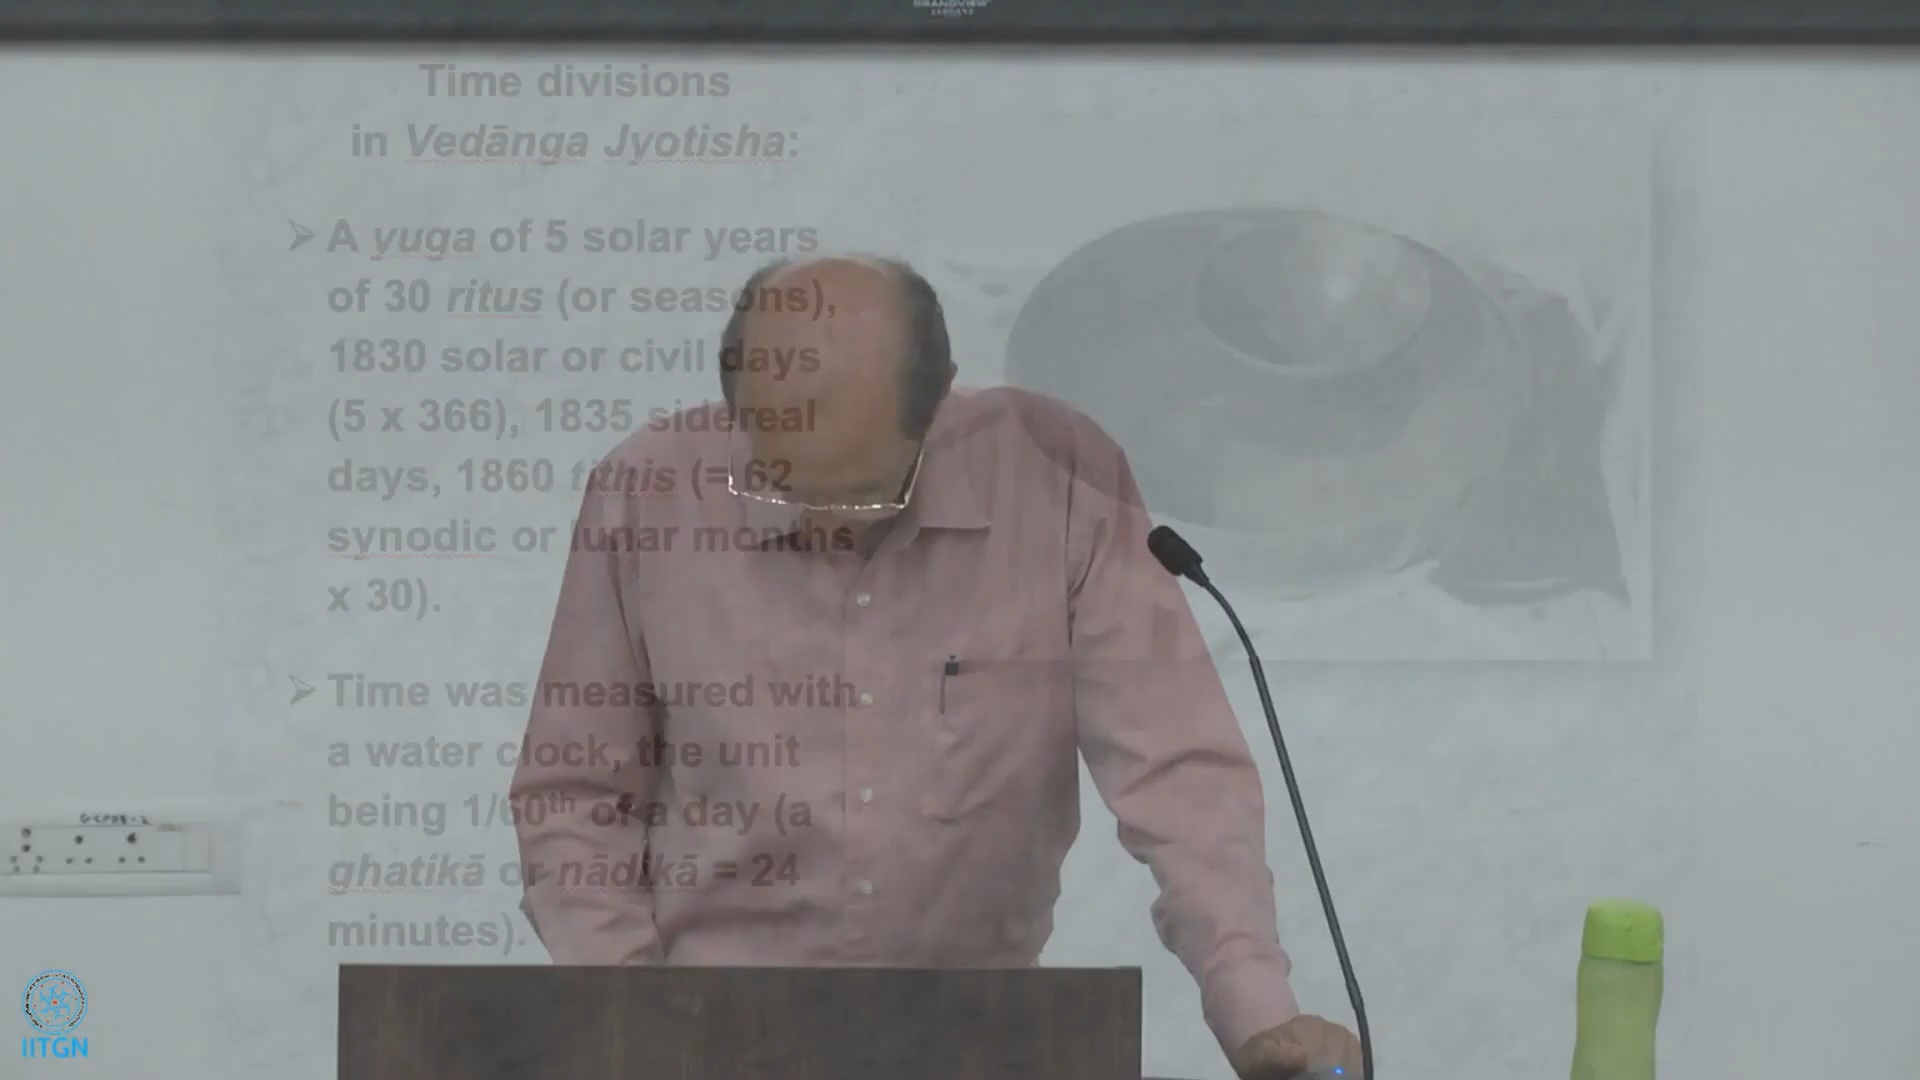 GRANDVIEW
Time divisions
in Vedānga Jyotisha:
➢ A yuga of 5 solar years
of 30 ritus (or seasons),
1830 solar or civil days
(5 x 366), 1835 sidereal
days, 1860 tithis (= 62
synodic or lunar months
x 30).
➢ Time was measured with
a water clock, the unit
being 1/60th of a day (a
ghatikā or nādikā = 24
minutes).
IITGN